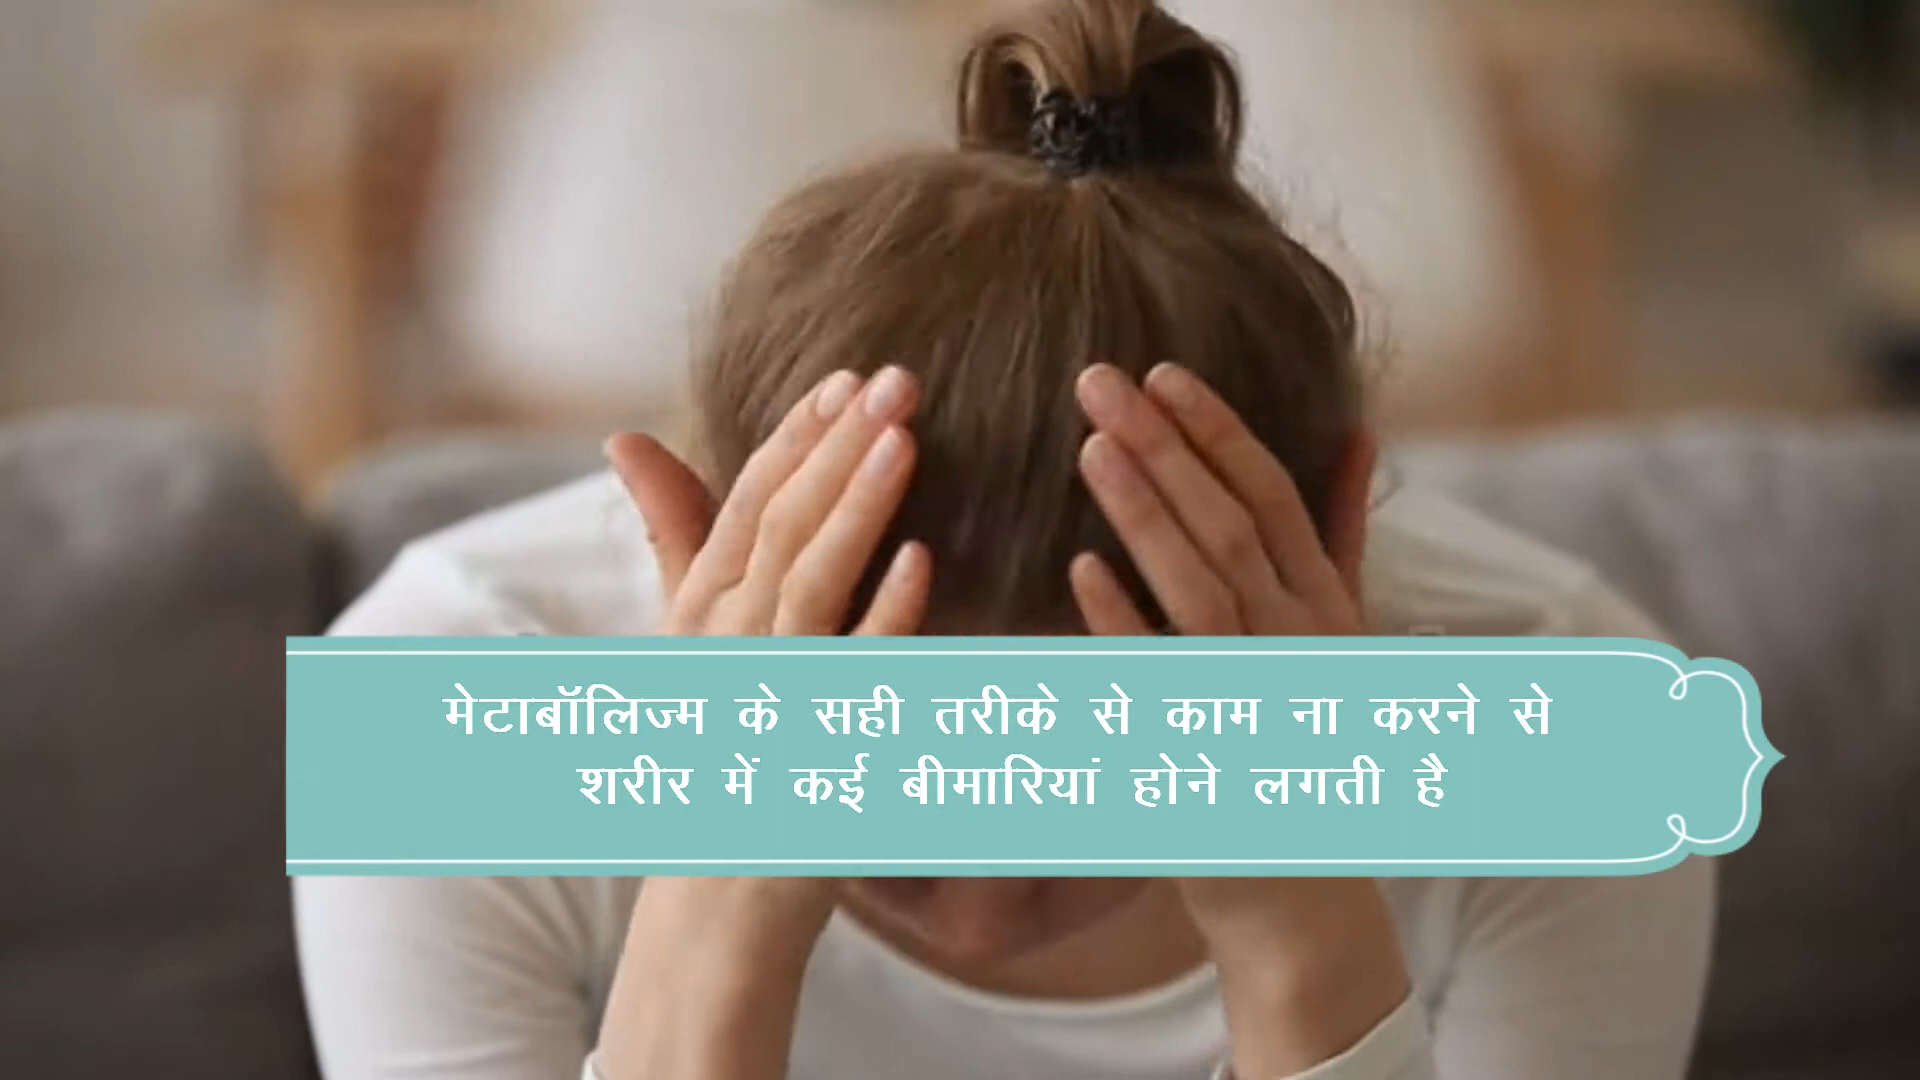 मेटाबॉलिज्म के सही तरीके से काम ना करने से
शरीर में कई बीमारियां होने लगती है